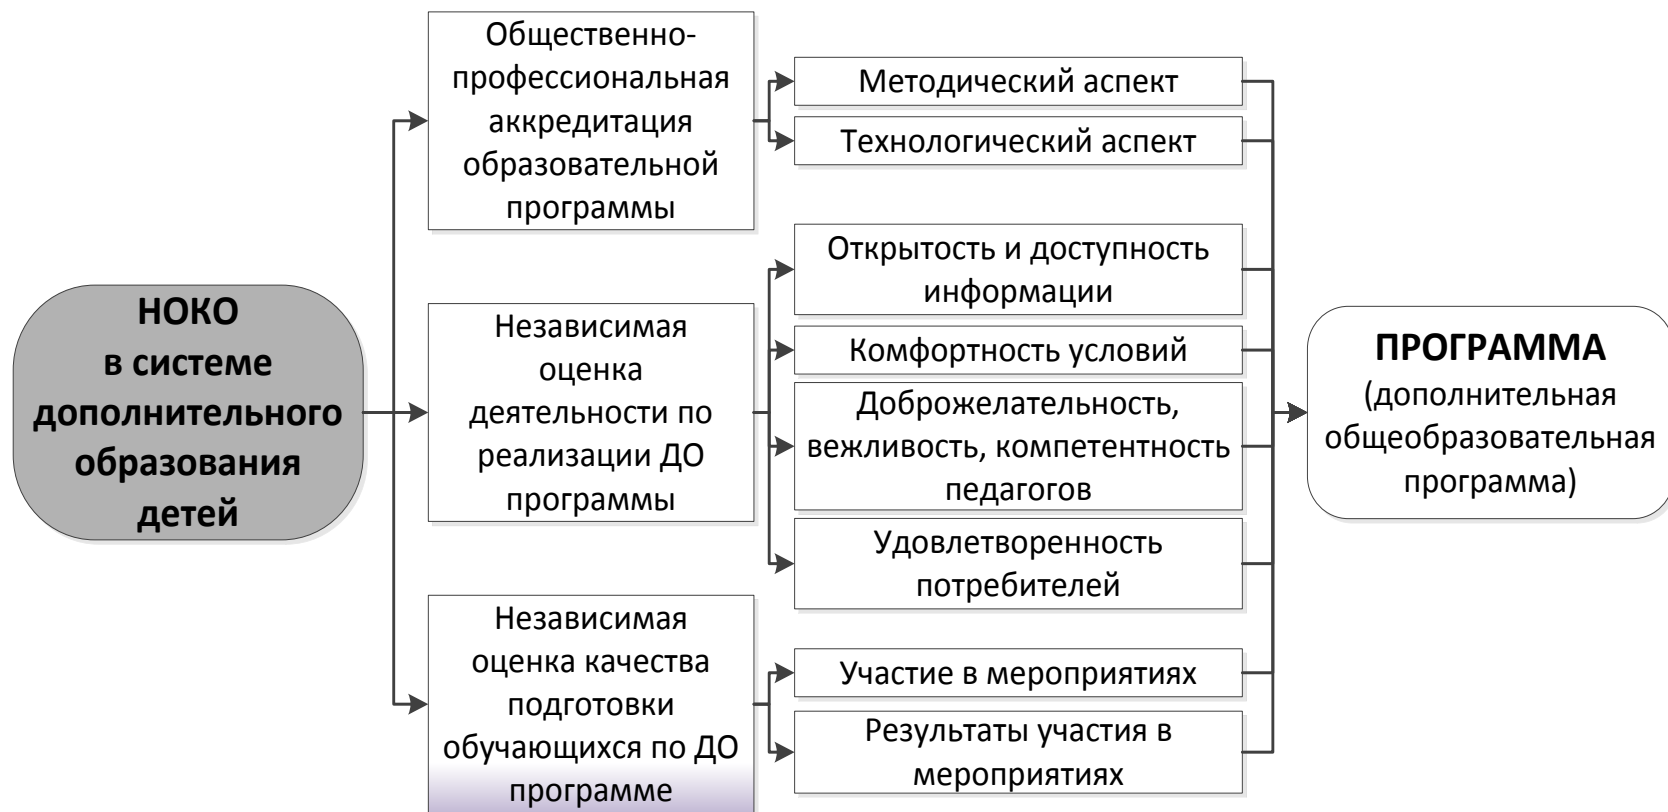 НОКО
в системе
дополнительного
образования
детей
Общественно-
профессиональная
аккредитация
образовательной
программы
Методический аспект
Технологический аспект
Независимая
оценка
деятельности по
реализации ДО
программы
Открытость и доступность
информации
Комфортность условий
Доброжелательность,
вежливость, компетентность
педагогов
Удовлетворенность
потребителей
Независимая
оценка качества
подготовки
обучающихся по ДО
программе
Участие в мероприятиях
Результаты участия в
мероприятиях
ПРОГРАММА
(дополнительная
общеобразовательная
программа)